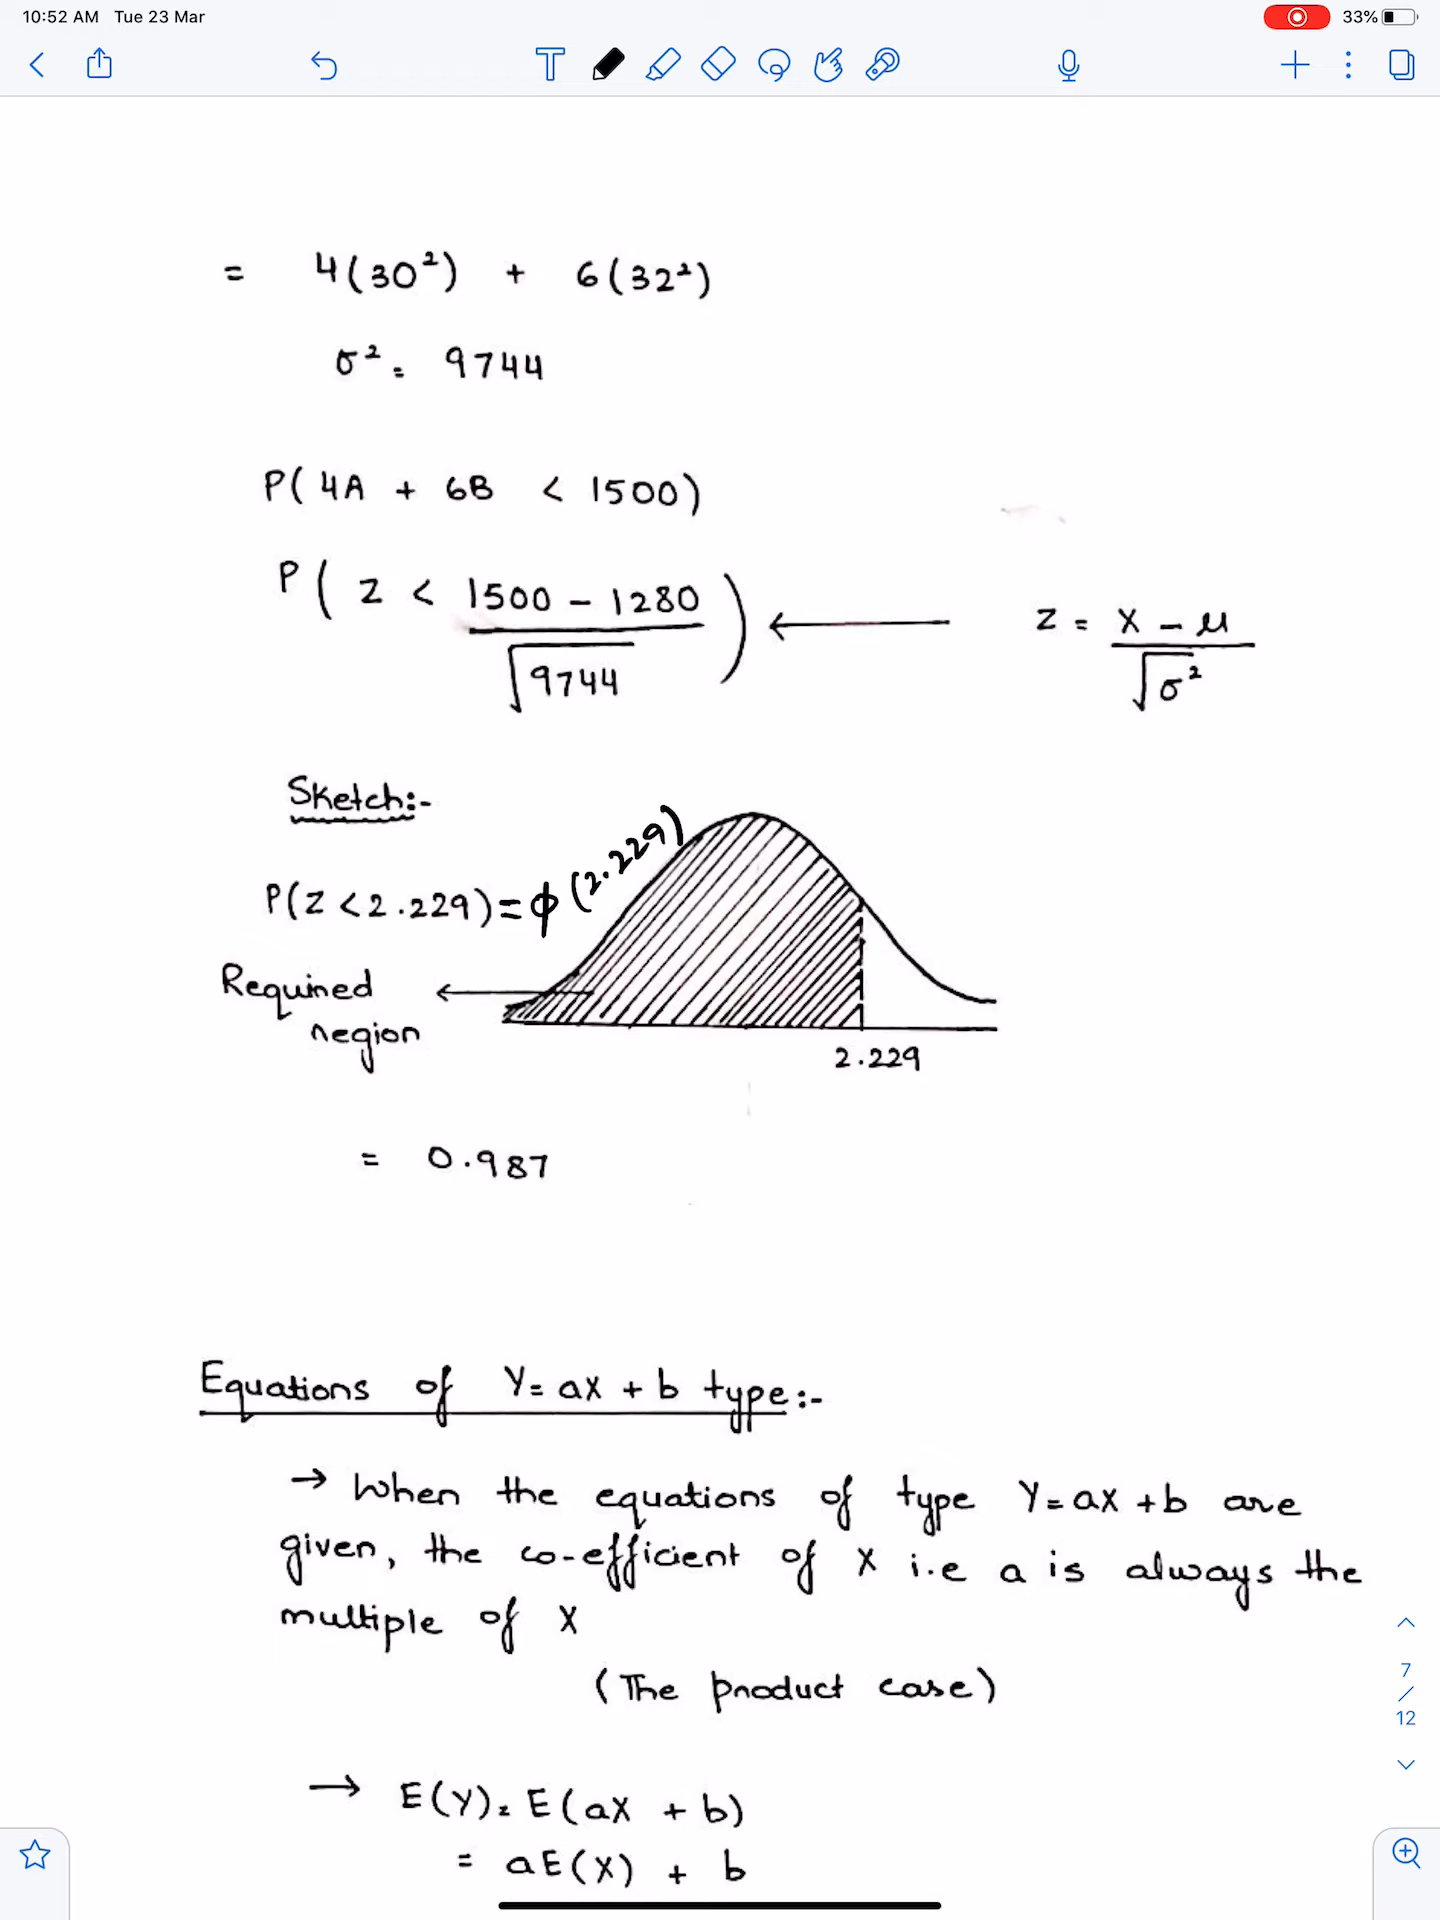 10:52 AM Tue 23 Mar 33%
= 4(30²) + 6(32²)
σ² = 9744
P( 4A + 6B < 1500)
P( Z < (1500 - 1280)/√9744 ) ← Z = (X - μ)/√σ²
Sketch:-
P(Z < 2.229) = φ(2.229)
Required
region
2.229
= 0.987
Equations of Y= aX + b type:-
→ When the equations of type Y= aX + b are
given, the co-efficient of X i.e a is always the
multiple of X
(The product case)
7
/
12
→ E(Y) = E(aX + b)
= aE(X) + b